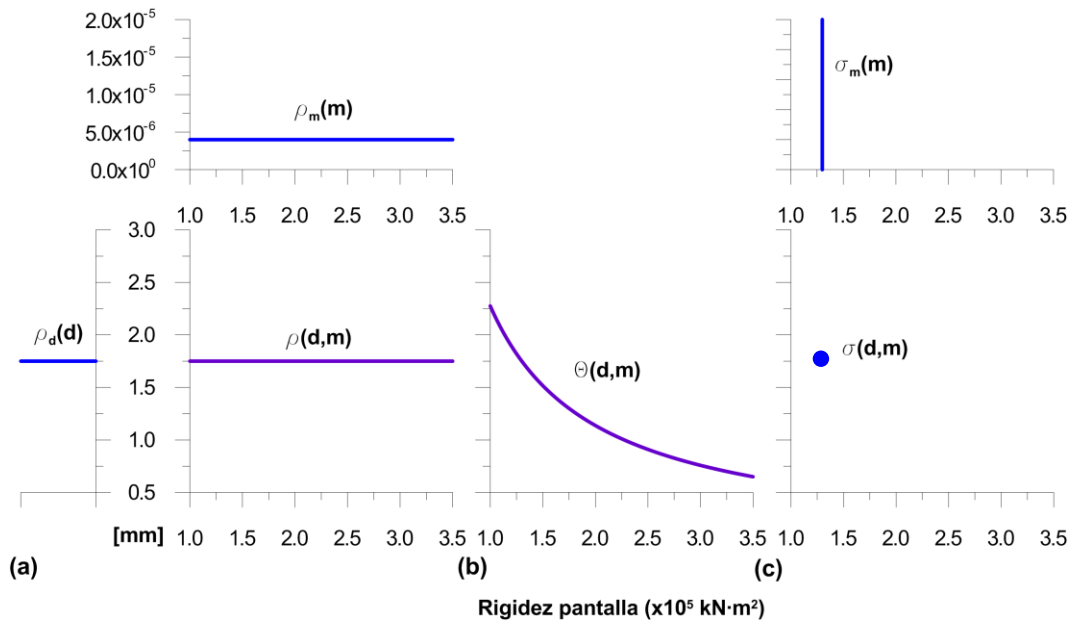 2.0x10⁻⁵
1.5x10⁻⁵
1.0x10⁻⁵
5.0x10⁻⁶
0.0x10⁰
ρₘ(m)
1.0 1.5 2.0 2.5 3.0 3.5
σₘ(m)
1.0 1.5 2.0 2.5 3.0 3.5
ρd(d)
3.0
2.5
2.0
1.5
1.0
0.5
[mm]
ρ(d,m)
1.0 1.5 2.0 2.5 3.0 3.5
Θ(d,m)
1.0 1.5 2.0 2.5 3.0 3.5
σ(d,m)
1.0 1.5 2.0 2.5 3.0 3.5
(a)
(b)
(c)
Rigidez pantalla (x10⁵ kN·m²)